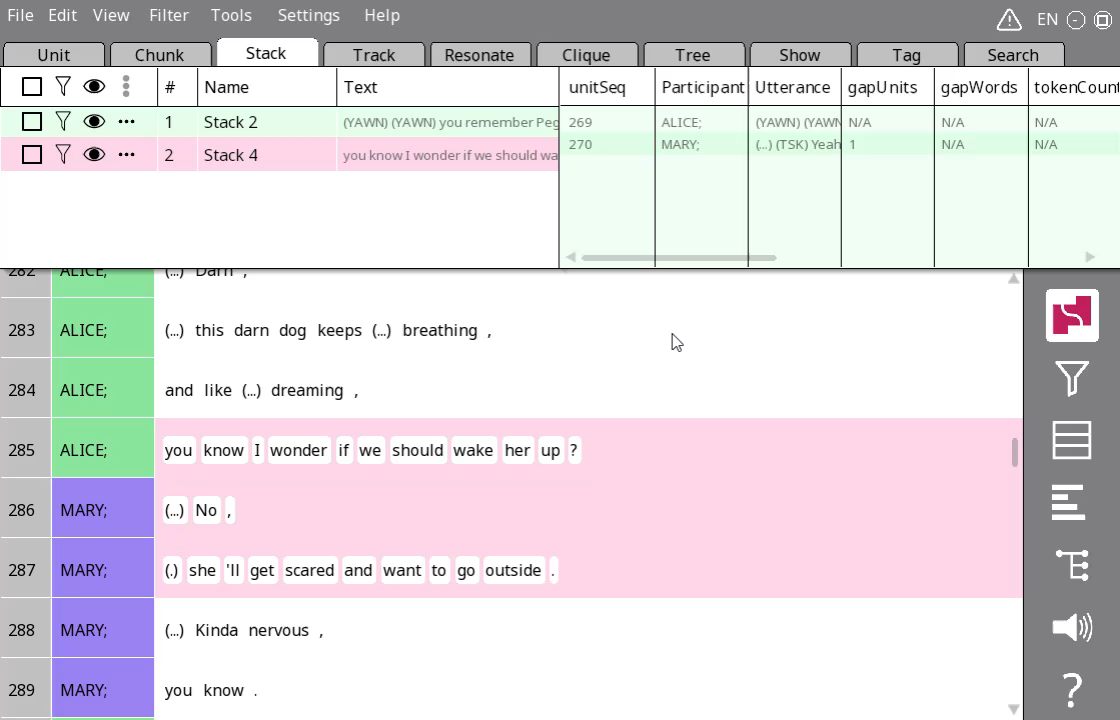 File Edit View Filter Tools Settings Help EN
Unit Chunk Stack Track Resonate Clique Tree Show Tag Search
# Name Text unitSeq Participant Utterance gapUnits gapWords tokenCount
1 Stack 2 (YAWN) (YAWN) you remember Peg 269 ALICE; (YAWN) (YAWN N/A N/A N/A
270 MARY; (...) (TSK) Yeah 1 N/A N/A
2 Stack 4 you know I wonder if we should wa
282 ALICE; (...) Darn ,
283 ALICE; (...) this darn dog keeps (...) breathing ,
284 ALICE; and like (...) dreaming ,
285 ALICE; you know I wonder if we should wake her up ?
286 MARY; (...) No ,
287 MARY; (.) she 'll get scared and want to go outside .
288 MARY; (...) Kinda nervous ,
289 MARY; you know .
?